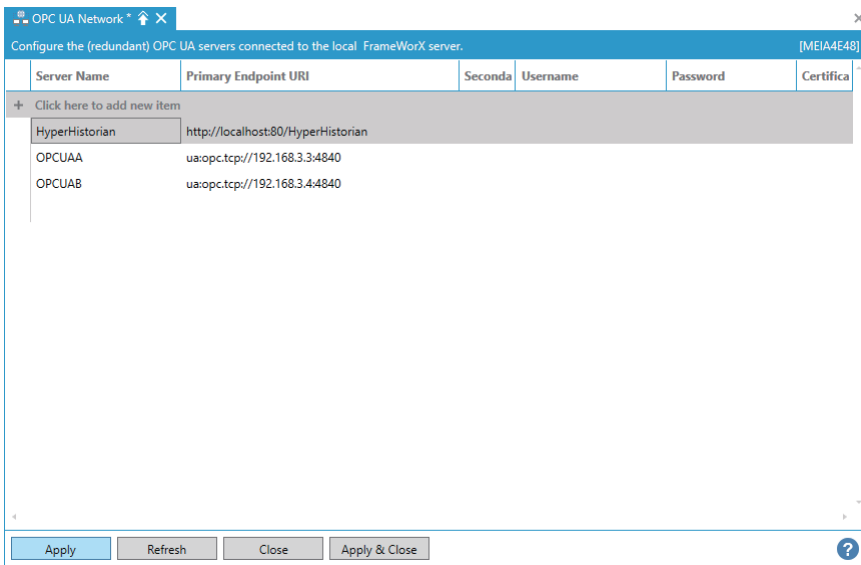 OPC UA Network *
Configure the (redundant) OPC UA servers connected to the local FrameWorX server. [MEIA4E48]
Server Name Primary Endpoint URI Seconda Username Password Certifica
+ Click here to add new item
HyperHistorian http://localhost:80/HyperHistorian
OPCUAA ua:opc.tcp://192.168.3.3:4840
OPCUAB ua:opc.tcp://192.168.3.4:4840
Apply Refresh Close Apply & Close ?